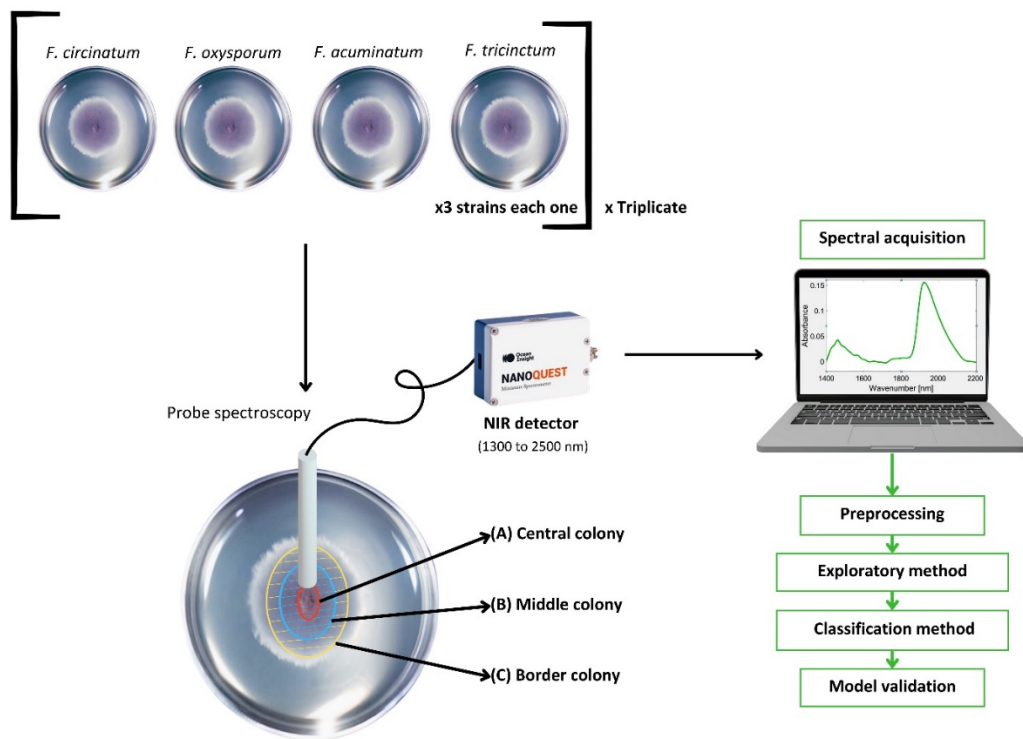 F. circinatum
F. oxysporum
F. acuminatum
F. tricinctum
x3 strains each one
x Triplicate
Probe spectroscopy
Ocean
Insight
NANOQUEST
Miniature Spectrometer
NIR detector
(1300 to 2500 nm)
(A) Central colony
(B) Middle colony
(C) Border colony
Spectral acquisition
Absorbance
0.15
0.1
0.05
0
1400
1600
1800
2000
2200
Wavenumber [nm]
Preprocessing
Exploratory method
Classification method
Model validation